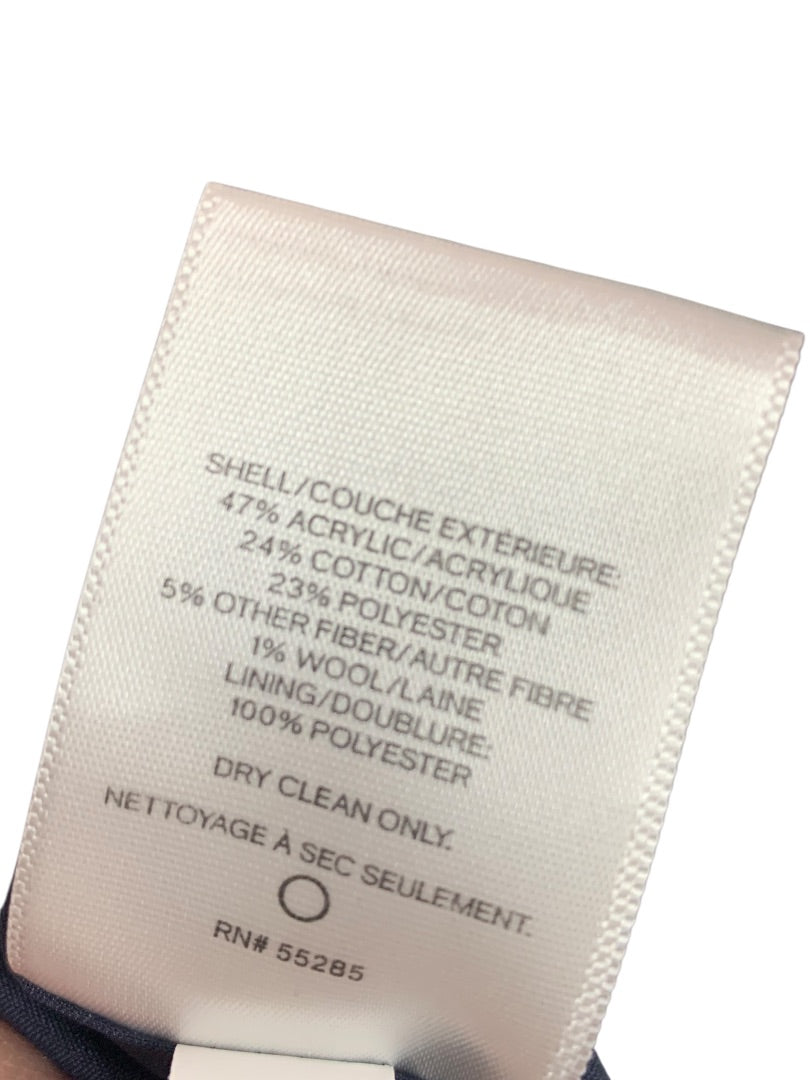 SHELL/COUCHE EXTÉRIEURE:
47% ACRYLIC/ACRYLIQUE
24% COTTON/COTON
23% POLYESTER
5% OTHER FIBER/AUTRE FIBRE
1% WOOL/LAINE
LINING/DOUBLURE:
100% POLYESTER
DRY CLEAN ONLY.
NETTOYAGE À SEC SEULEMENT.
RN# 55285